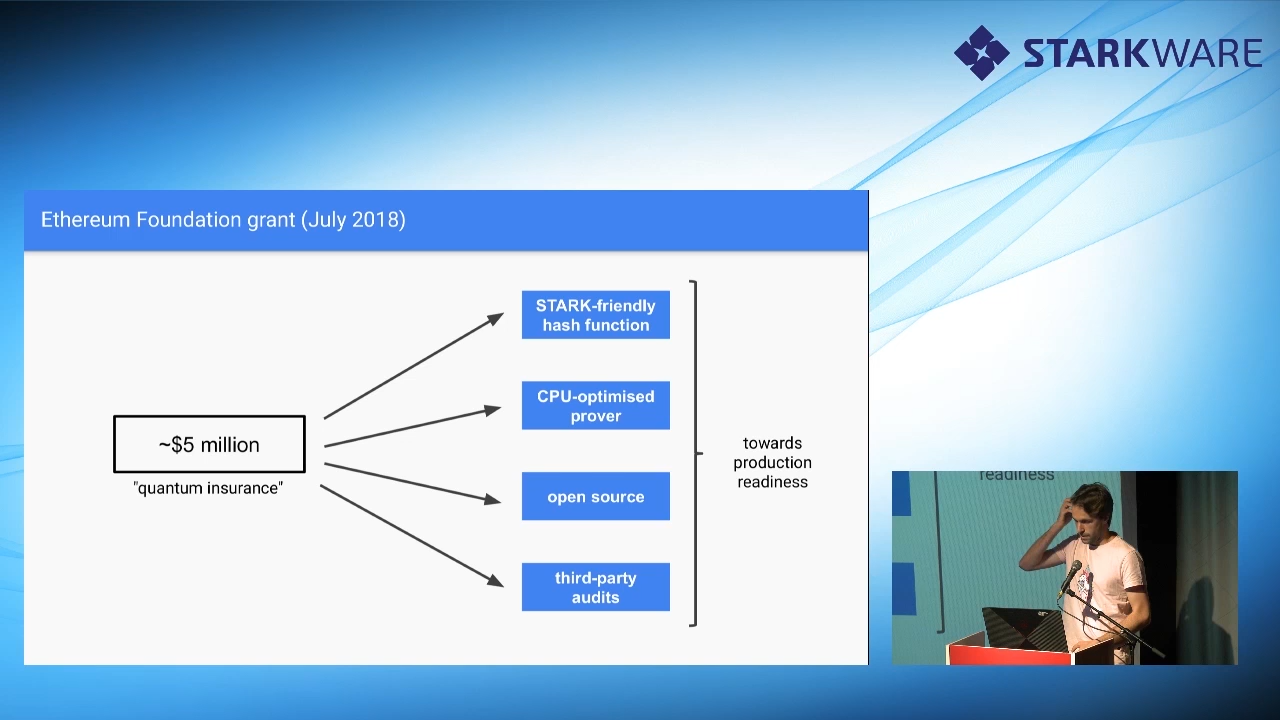 STARKWARE
Ethereum Foundation grant (July 2018)
~$5 million
"quantum insurance"
STARK-friendly
hash function
CPU-optimised
prover
open source
third-party
audits
towards
production
readiness
readiness